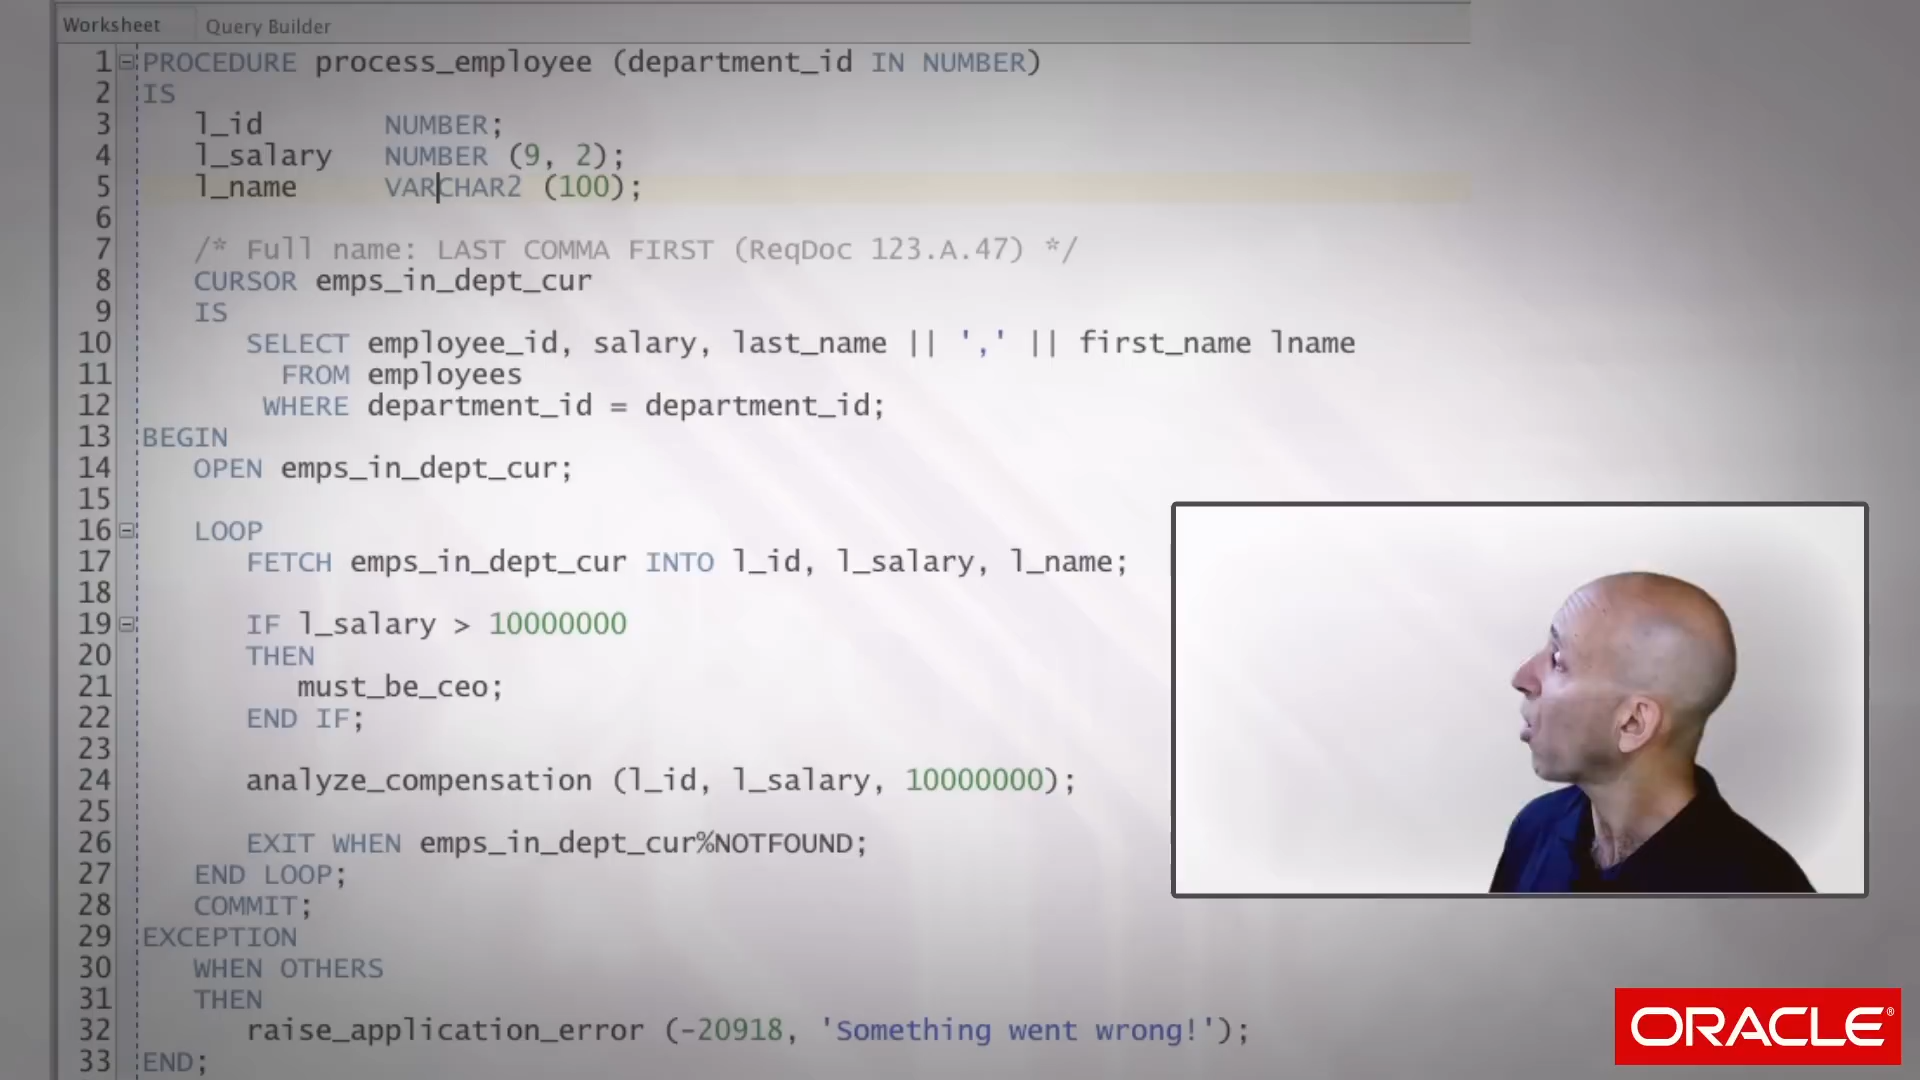 Worksheet Query Builder
1 PROCEDURE process_employee (department_id IN NUMBER)
2 IS
3 l_id NUMBER;
4 l_salary NUMBER (9, 2);
5 l_name VARCHAR2 (100);
6
7 /* Full name: LAST COMMA FIRST (ReqDoc 123.A.47) */
8 CURSOR emps_in_dept_cur
9 IS
10 SELECT employee_id, salary, last_name || ',' || first_name lname
11 FROM employees
12 WHERE department_id = department_id;
13 BEGIN
14 OPEN emps_in_dept_cur;
15
16 LOOP
17 FETCH emps_in_dept_cur INTO l_id, l_salary, l_name;
18
19 IF l_salary > 10000000
20 THEN
21 must_be_ceo;
22 END IF;
23
24 analyze_compensation (l_id, l_salary, 10000000);
25
26 EXIT WHEN emps_in_dept_cur%NOTFOUND;
27 END LOOP;
28 COMMIT;
29 EXCEPTION
30 WHEN OTHERS
31 THEN
32 raise_application_error (-20918, 'Something went wrong!');
33 END;
ORACLE®